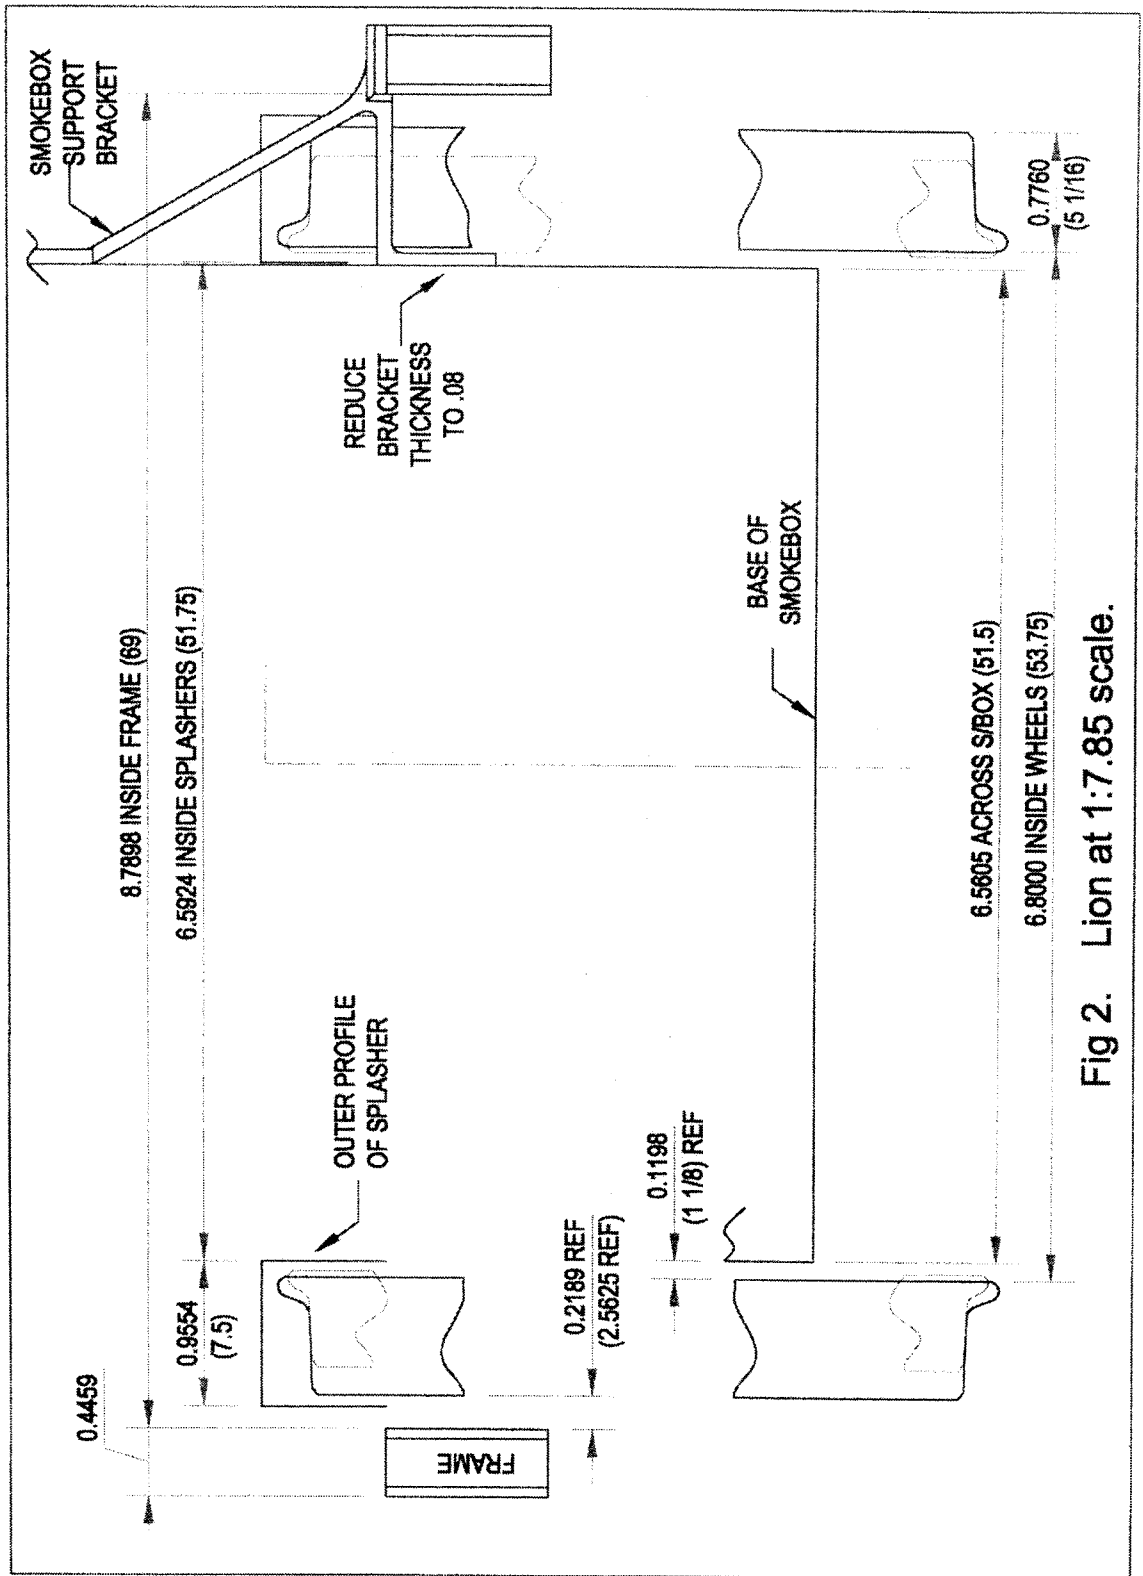 SMOKEBOX
SUPPORT
BRACKET
8.7898 INSIDE FRAME (69)
6.5924 INSIDE SPLASHERS (51.75)
0.4459
0.9554
(7.5)
OUTER PROFILE
OF SPLASHER
REDUCE
BRACKET
THICKNESS
TO .08
FRAME
0.2189 REF
(2.5625 REF)
0.1198
(1 1/8) REF
BASE OF
SMOKEBOX
6.5605 ACROSS S/BOX (51.5)
6.8000 INSIDE WHEELS (53.75)
0.7760
(5 1/16)
Fig 2. Lion at 1:7.85 scale.